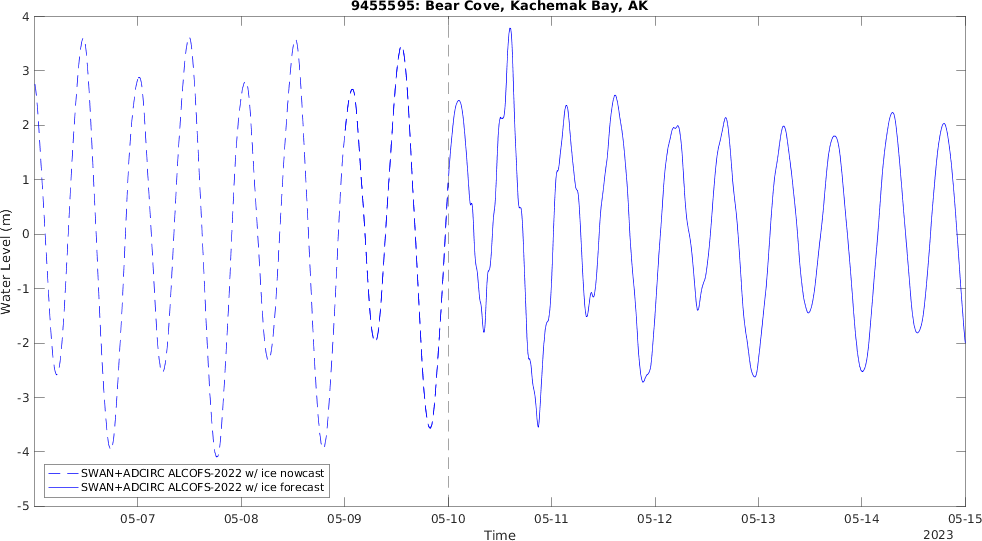 9455595: Bear Cove, Kachemak Bay, AK
Water Level (m)
4
3
2
1
0
-1
-2
-3
-4
-5
SWAN+ADCIRC ALCOFS-2022 w/ ice nowcast
SWAN+ADCIRC ALCOFS-2022 w/ ice forecast
05-07 05-08 05-09 05-10 05-11 05-12 05-13 05-14 05-15
Time
2023